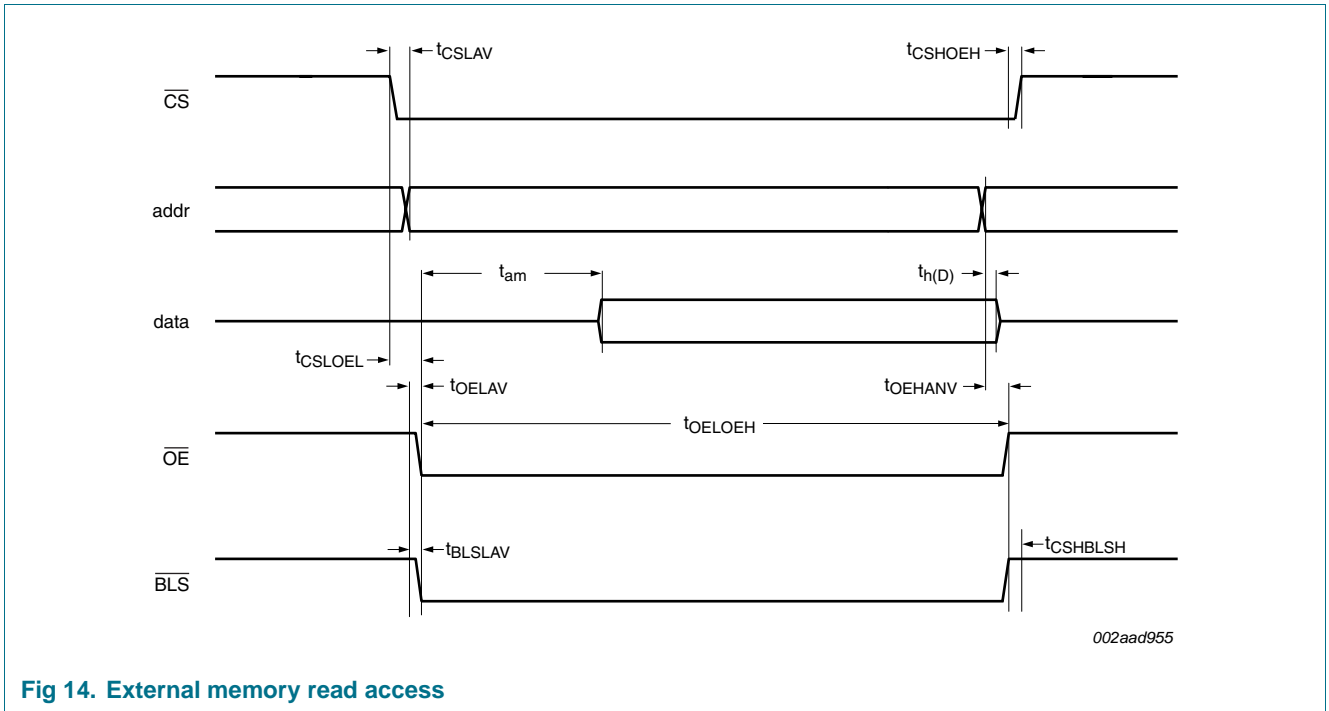 tCSLAV
tCSHOEH
CS
addr
tam
th(D)
data
tCSLOEL
tOELAV
tOEHANV
tOELOEH
OE
tBLSLAV
tCSHBLSH
BLS
002aad955
Fig 14. External memory read access